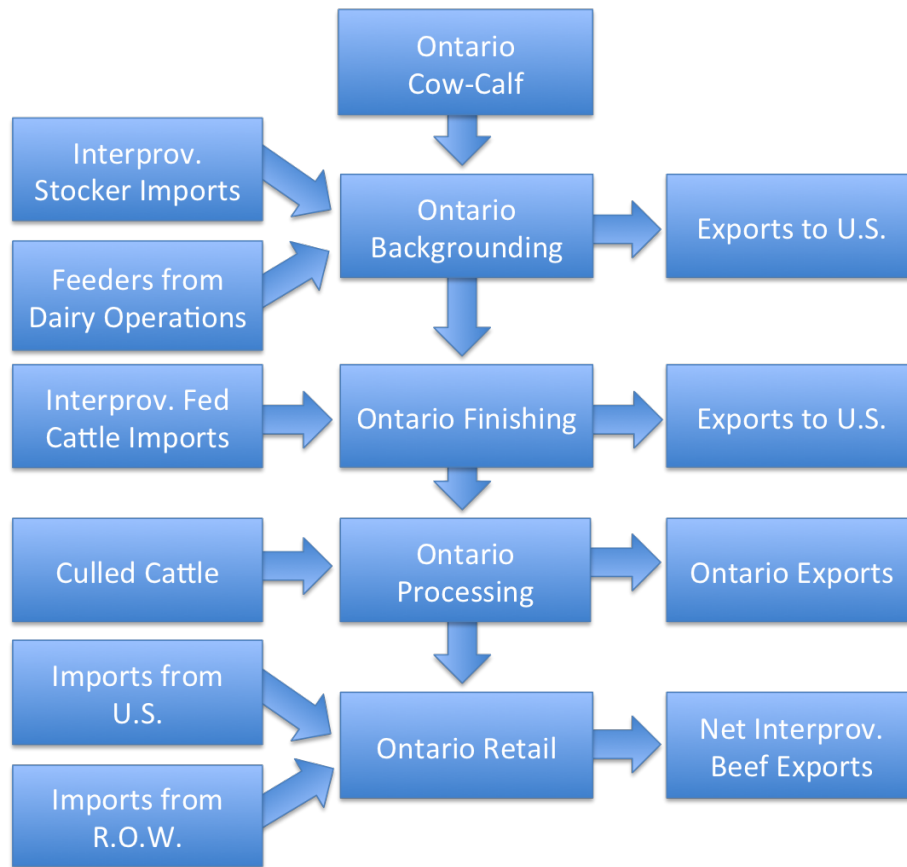 Ontario
Cow-Calf
Interprov.
Stocker Imports
Ontario
Backgrounding
Exports to U.S.
Feeders from
Dairy Operations
Interprov. Fed
Cattle Imports
Ontario Finishing
Exports to U.S.
Culled Cattle
Ontario
Processing
Ontario Exports
Imports from
U.S.
Ontario Retail
Net Interprov.
Beef Exports
Imports from
R.O.W.